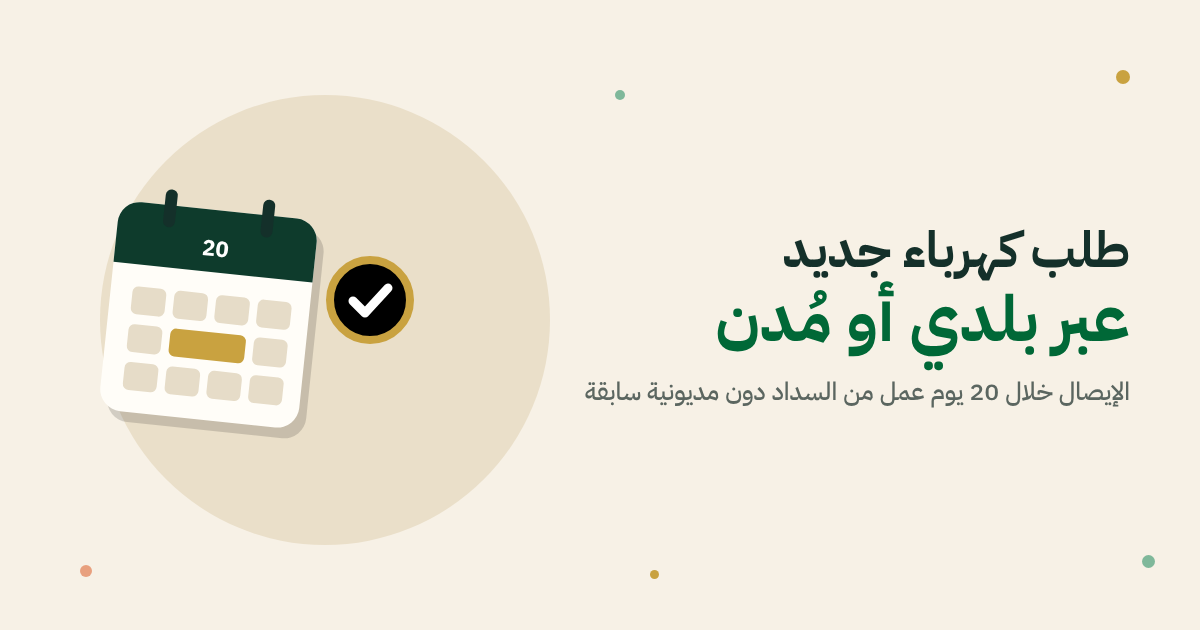 طلب كهرباء جديد
عبر بلدي أو مُدن
الإيصال خلال 20 يوم عمل من السداد دون مديونية سابقة
20